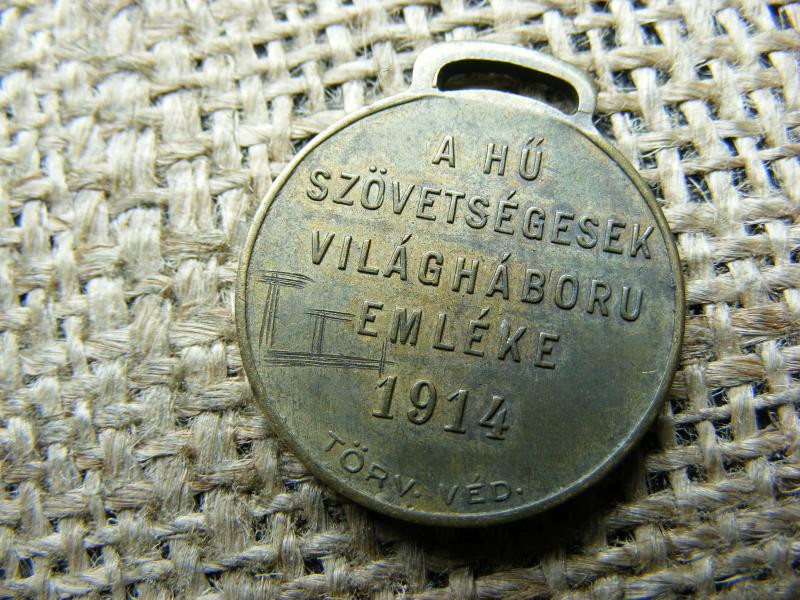 A HŰ
SZÖVETSÉGESEK
VILÁGHÁBORU
EMLÉKE
1914
TÖRV. VÉD.